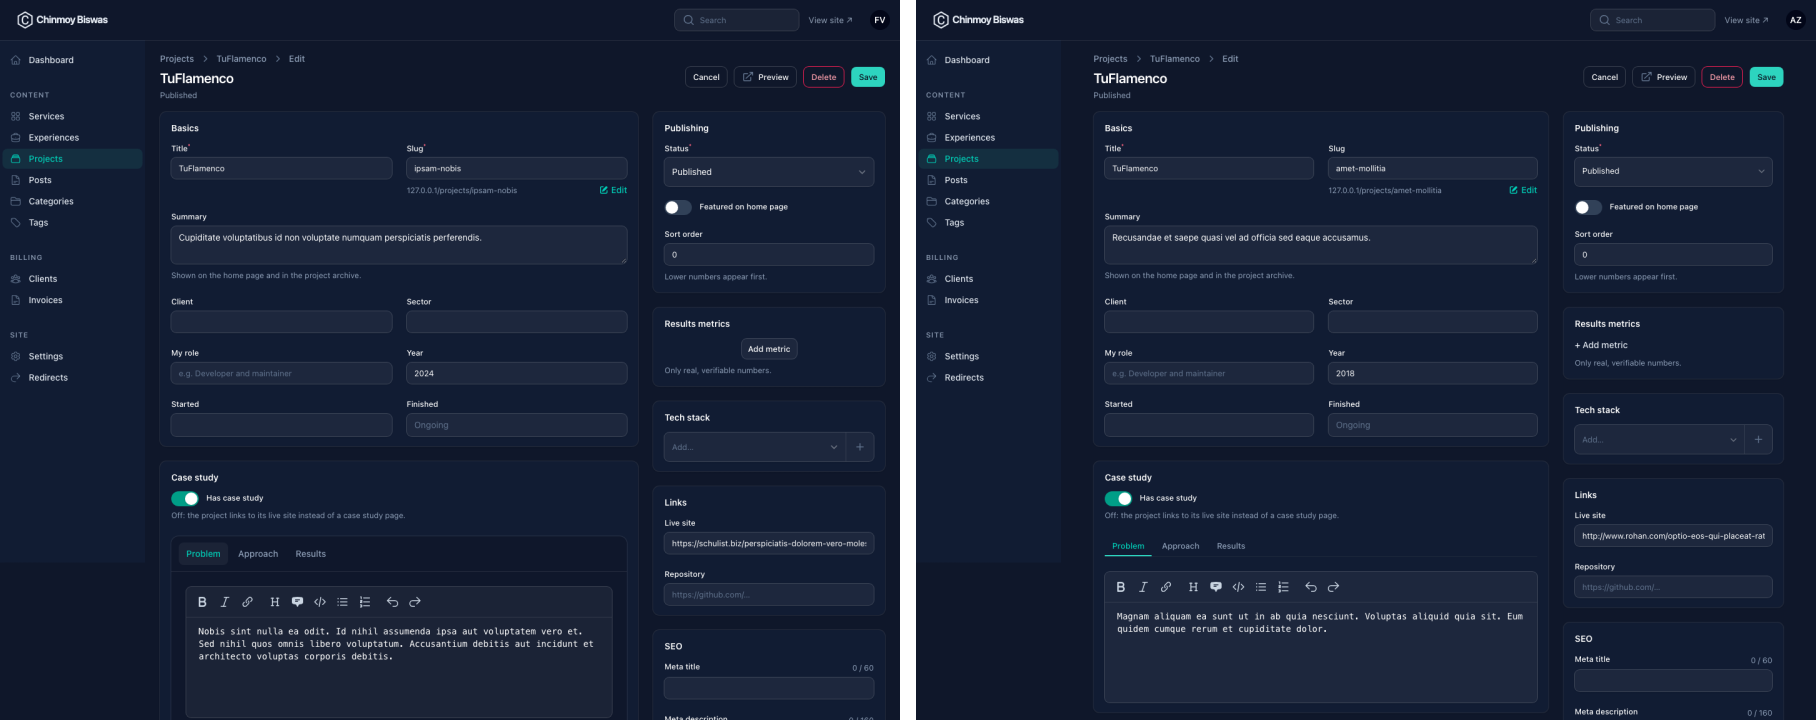 Chinmoy Biswas
Search
View site ↗
FV
Dashboard
CONTENT
Services
Experiences
Projects
Posts
Categories
Tags
BILLING
Clients
Invoices
SITE
Settings
Redirects
Projects > TuFlamenco > Edit
TuFlamenco
Published
Cancel
Preview
Delete
Save
Basics
Title*
Slug*
TuFlamenco
ipsam-nobis
127.0.0.1/projects/ipsam-nobis
Edit
Summary
Cupiditate voluptatibus id non voluptate numquam perspiciatis perferendis.
Shown on the home page and in the project archive.
Client
Sector
My role
Year
e.g. Developer and maintainer
2024
Started
Finished
Ongoing
Case study
Has case study
Off: the project links to its live site instead of a case study page.
Problem
Approach
Results
Nobis sint nulla ea odit. Id nihil assumenda ipsa aut voluptatem vero et.
Sed nihil quos omnis libero voluptatum. Accusantium debitis aut incidunt et
architecto voluptas corporis debitis.
Publishing
Status*
Published
Featured on home page
Sort order
0
Lower numbers appear first.
Results metrics
Add metric
Only real, verifiable numbers.
Tech stack
Add...
Links
Live site
https://schulist.biz/perspiciatis-dolorem-vero-moles
Repository
https://github.com/...
SEO
Meta title
0 / 60
Meta description
0 / 160
Chinmoy Biswas
Search
View site ↗
AZ
Dashboard
CONTENT
Services
Experiences
Projects
Posts
Categories
Tags
BILLING
Clients
Invoices
SITE
Settings
Redirects
Projects > TuFlamenco > Edit
TuFlamenco
Published
Cancel
Preview
Delete
Save
Basics
Title*
Slug
TuFlamenco
amet-mollitia
127.0.0.1/projects/amet-mollitia
Edit
Summary
Recusandae et saepe quasi vel ad officia sed eaque accusamus.
Shown on the home page and in the project archive.
Client
Sector
My role
Year
e.g. Developer and maintainer
2018
Started
Finished
Ongoing
Case study
Has case study
Off: the project links to its live site instead of a case study page.
Problem
Approach
Results
Magnam aliquam ea sunt ut in ab quia nesciunt. Voluptas aliquid quia sit. Eum
quidem cumque rerum et cupiditate dolor.
Publishing
Status*
Published
Featured on home page
Sort order
0
Lower numbers appear first.
Results metrics
+ Add metric
Only real, verifiable numbers.
Tech stack
Add...
Links
Live site
http://www.rohan.com/optio-eos-qui-placeat-rat
Repository
https://github.com/...
SEO
Meta title
0 / 60
Meta description
0 / 160